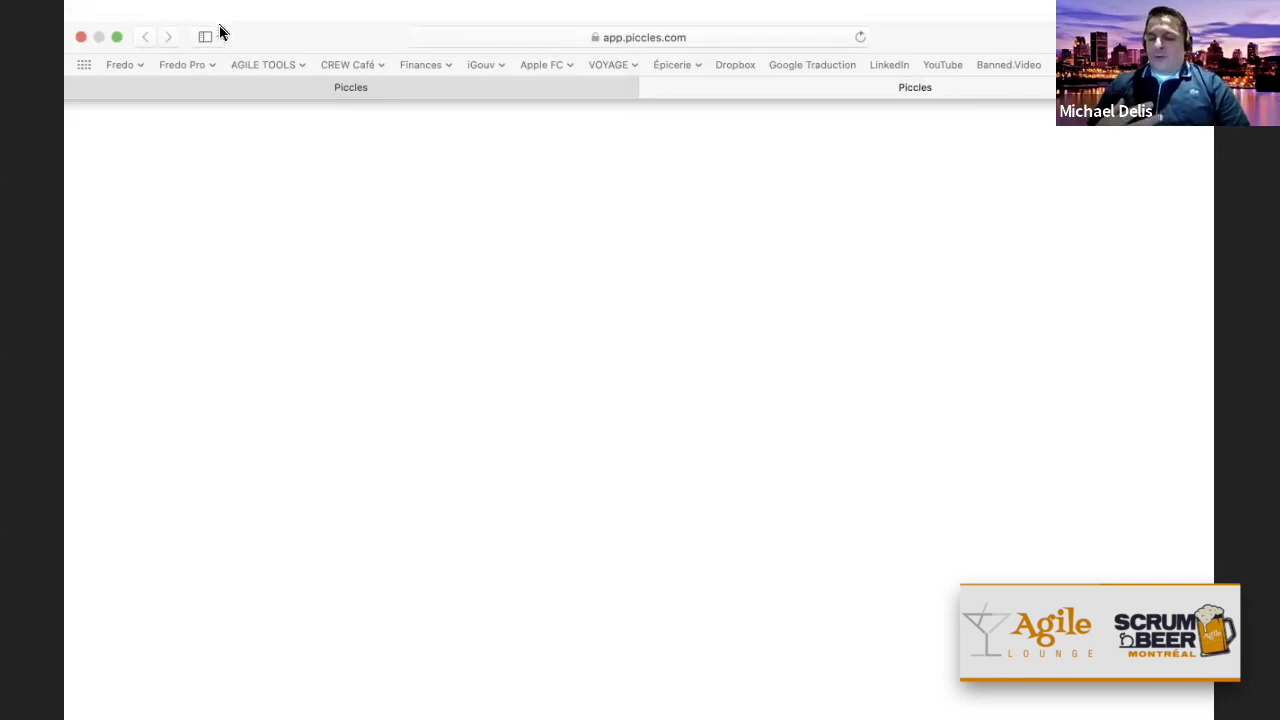 app.piccles.com
Fredo Fredo Pro AGILE TOOLS CREW Café Finances iGouv Apple FC VOYAGE Épicerie Dropbox Google Traduction LinkedIn YouTube Banned.Video
Piccles Piccles
Michael Delis
Agile
LOUNGE
SCRUM
BEER
MONTRÉAL
Agile